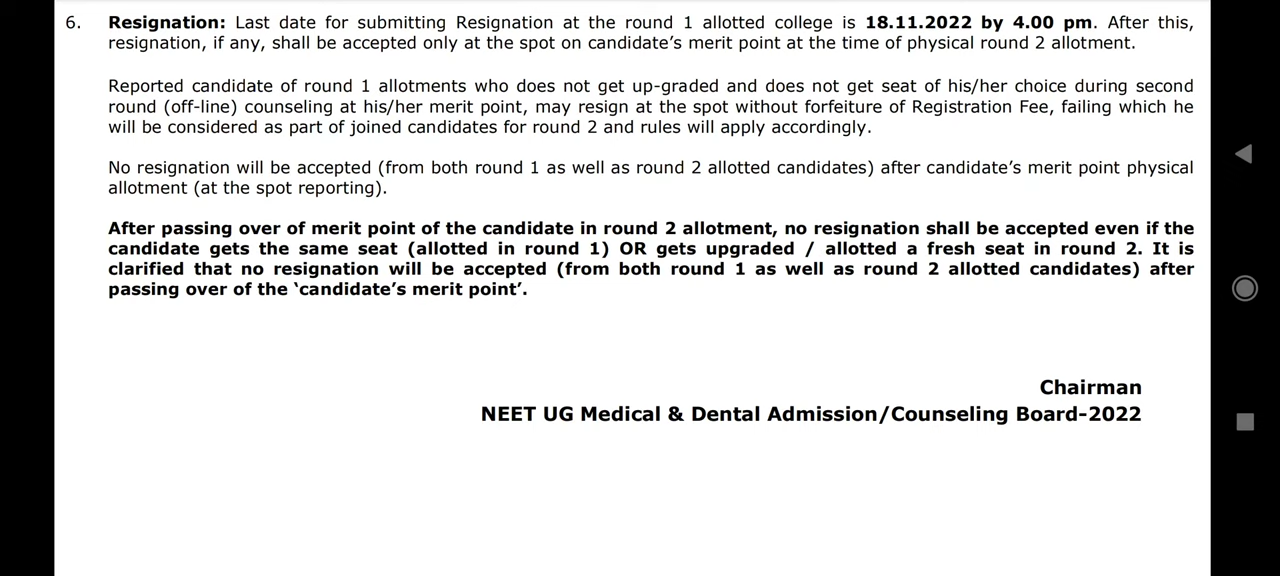 6. Resignation: Last date for submitting Resignation at the round 1 allotted college is 18.11.2022 by 4.00 pm. After this,
resignation, if any, shall be accepted only at the spot on candidate's merit point at the time of physical round 2 allotment.
Reported candidate of round 1 allotments who does not get up-graded and does not get seat of his/her choice during second
round (off-line) counseling at his/her merit point, may resign at the spot without forfeiture of Registration Fee, failing which he
will be considered as part of joined candidates for round 2 and rules will apply accordingly.
No resignation will be accepted (from both round 1 as well as round 2 allotted candidates) after candidate's merit point physical
allotment (at the spot reporting).
After passing over of merit point of the candidate in round 2 allotment, no resignation shall be accepted even if the
candidate gets the same seat (allotted in round 1) OR gets upgraded / allotted a fresh seat in round 2. It is
clarified that no resignation will be accepted (from both round 1 as well as round 2 allotted candidates) after
passing over of the 'candidate's merit point'.
Chairman
NEET UG Medical & Dental Admission/Counseling Board-2022